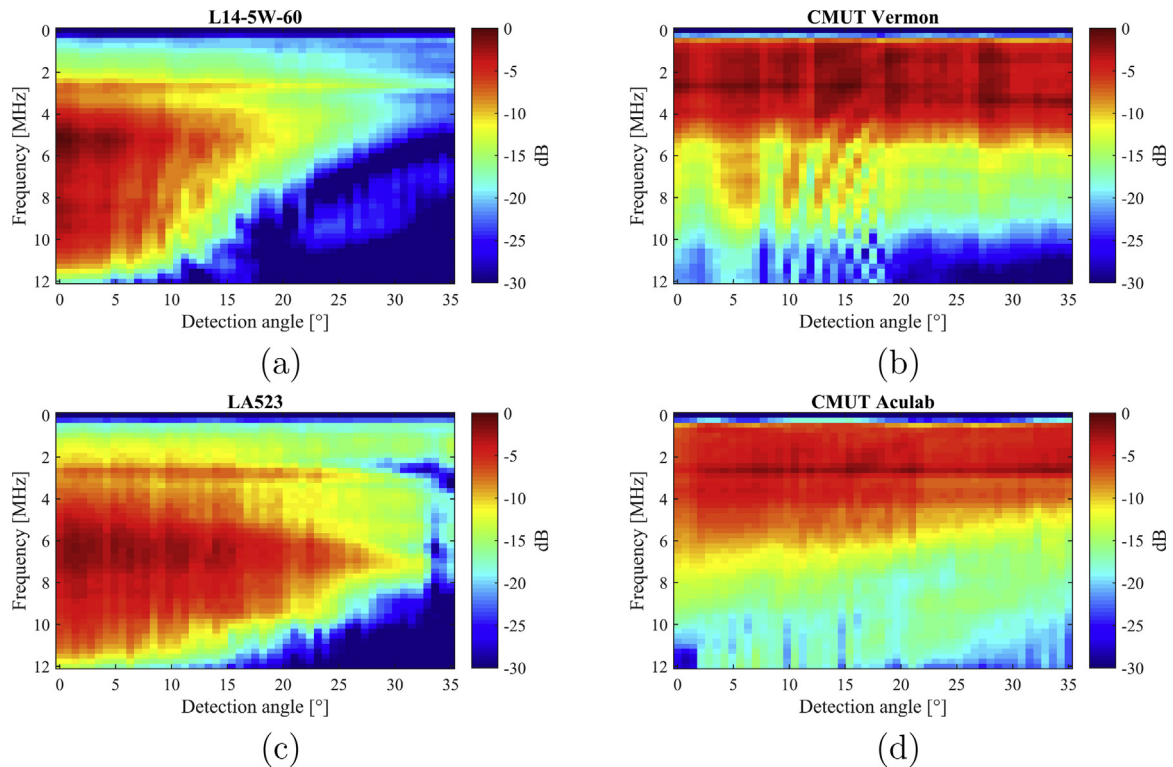 L14-5W-60
0
2
4
6
8
10
12
Frequency [MHz]
0 5 10 15 20 25 30 35
Detection angle [°]
0
-5
-10
-15
-20
-25
-30
dB
(a)
CMUT Vermon
0
2
4
6
8
10
12
Frequency [MHz]
0 5 10 15 20 25 30 35
Detection angle [°]
0
-5
-10
-15
-20
-25
-30
dB
(b)
LA523
0
2
4
6
8
10
12
Frequency [MHz]
0 5 10 15 20 25 30 35
Detection angle [°]
0
-5
-10
-15
-20
-25
-30
dB
(c)
CMUT Aculab
0
2
4
6
8
10
12
Frequency [MHz]
0 5 10 15 20 25 30 35
Detection angle [°]
0
-5
-10
-15
-20
-25
-30
dB
(d)